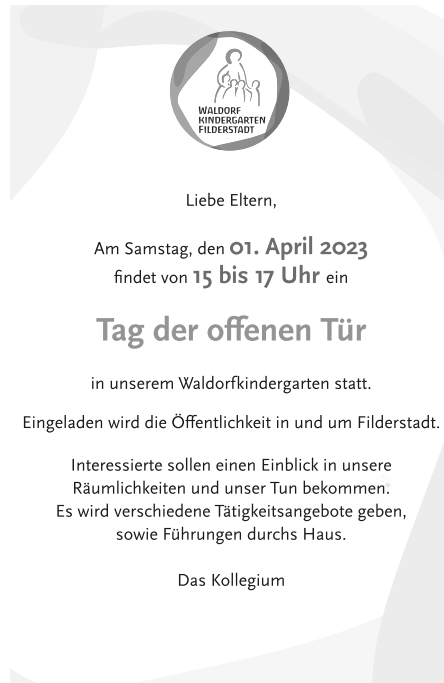 WALDORF
KINDERGARTEN
FILDERSTADT
Liebe Eltern,
Am Samstag, den 01. April 2023
findet von 15 bis 17 Uhr ein
Tag der offenen Tür
in unserem Waldorfkindergarten statt.
Eingeladen wird die Öffentlichkeit in und um Filderstadt.
Interessierte sollen einen Einblick in unsere
Räumlichkeiten und unser Tun bekommen.
Es wird verschiedene Tätigkeitsangebote geben,
sowie Führungen durchs Haus.
Das Kollegium